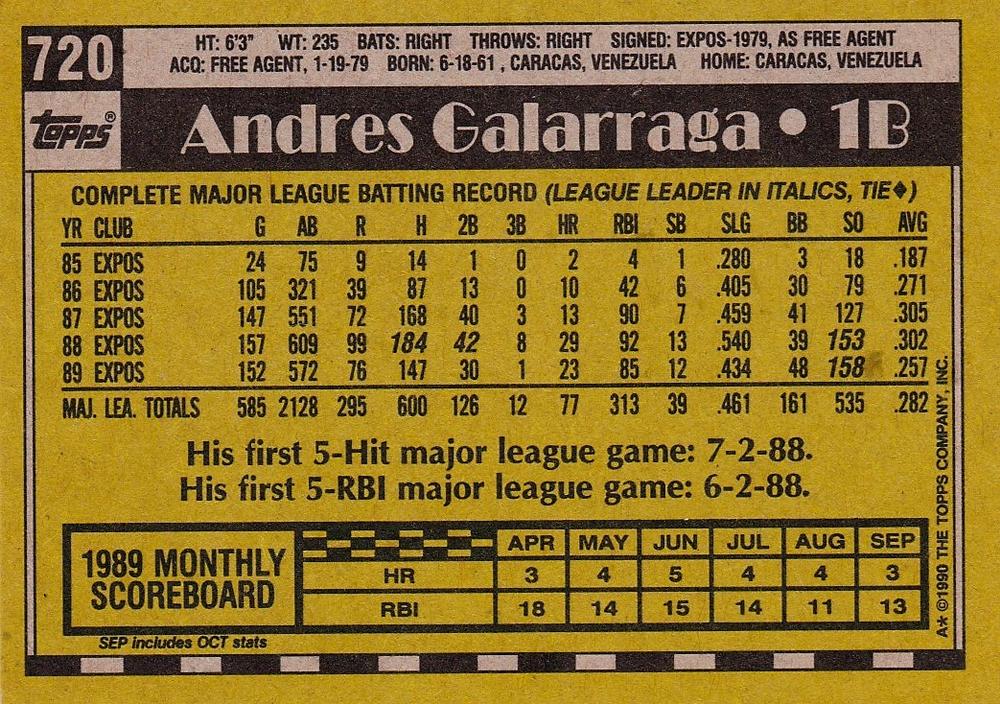 720
HT: 6'3" WT: 235 BATS: RIGHT THROWS: RIGHT SIGNED: EXPOS-1979, AS FREE AGENT
ACQ: FREE AGENT, 1-19-79 BORN: 6-18-61 , CARACAS, VENEZUELA HOME: CARACAS, VENEZUELA
topps®
Andres Galarraga • 1B
COMPLETE MAJOR LEAGUE BATTING RECORD (LEAGUE LEADER IN ITALICS, TIE♦)
YR CLUB G AB R H 2B 3B HR RBI SB SLG BB SO AVG
85 EXPOS 24 75 9 14 1 0 2 4 1 .280 3 18 .187
86 EXPOS 105 321 39 87 13 0 10 42 6 .405 30 79 .271
87 EXPOS 147 551 72 168 40 3 13 90 7 .459 41 127 .305
88 EXPOS 157 609 99 184 42 8 29 92 13 .540 39 153 .302
89 EXPOS 152 572 76 147 30 1 23 85 12 .434 48 158 .257
MAJ. LEA. TOTALS 585 2128 295 600 126 12 77 313 39 .461 161 535 .282
His first 5-Hit major league game: 7-2-88.
His first 5-RBI major league game: 6-2-88.
1989 MONTHLY
SCOREBOARD
APR MAY JUN JUL AUG SEP
HR 3 4 5 4 4 3
RBI 18 14 15 14 11 13
SEP includes OCT stats
A* ©1990 THE TOPPS COMPANY, INC.